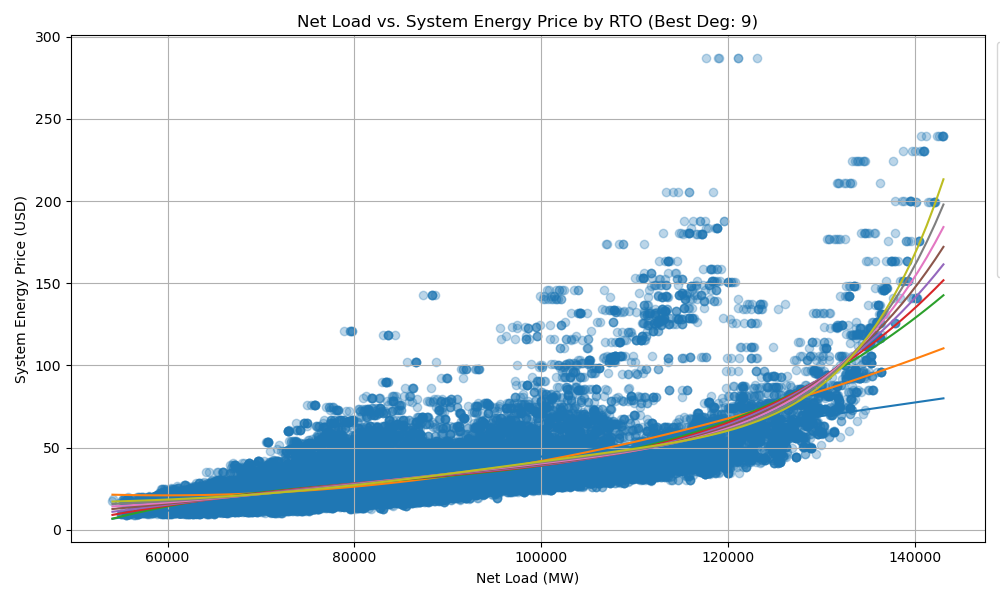 Net Load vs. System Energy Price by RTO (Best Deg: 9)
300
250
200
150
100
50
0
System Energy Price (USD)
60000 80000 100000 120000 140000
Net Load (MW)